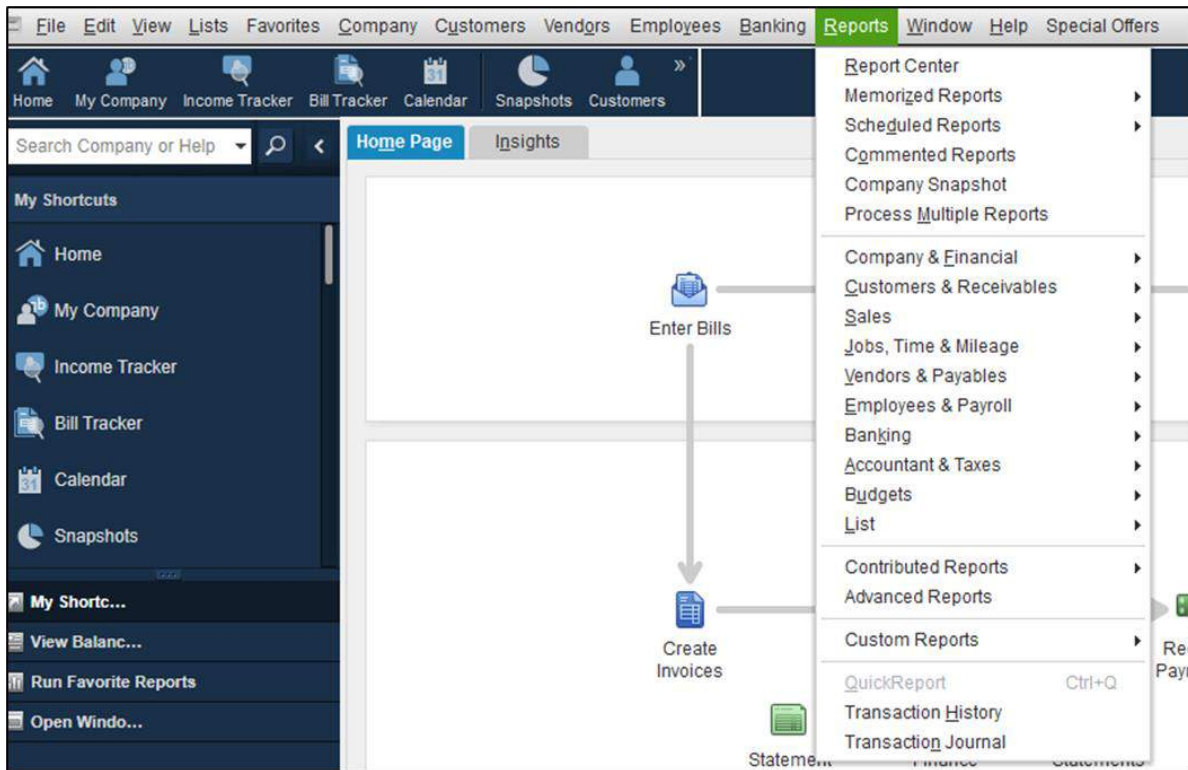 File Edit View Lists Favorites Company Customers Vendors Employees Banking Reports Window Help Special Offers
Home My Company Income Tracker Bill Tracker Calendar Snapshots Customers »
31
Search Company or Help
Home Page Insights
My Shortcuts
Home
My Company
Income Tracker
Bill Tracker
31 Calendar
Snapshots
My Shortc...
View Balanc...
Run Favorite Reports
Open Windo...
Enter Bills
Create
Invoices
Statement
Report Center
Memorized Reports
Scheduled Reports
Commented Reports
Company Snapshot
Process Multiple Reports
Company & Financial
Customers & Receivables
Sales
Jobs, Time & Mileage
Vendors & Payables
Employees & Payroll
Banking
Accountant & Taxes
Budgets
List
Contributed Reports
Advanced Reports
Custom Reports
QuickReport Ctrl+Q
Transaction History
Transaction Journal
Finance
Statements